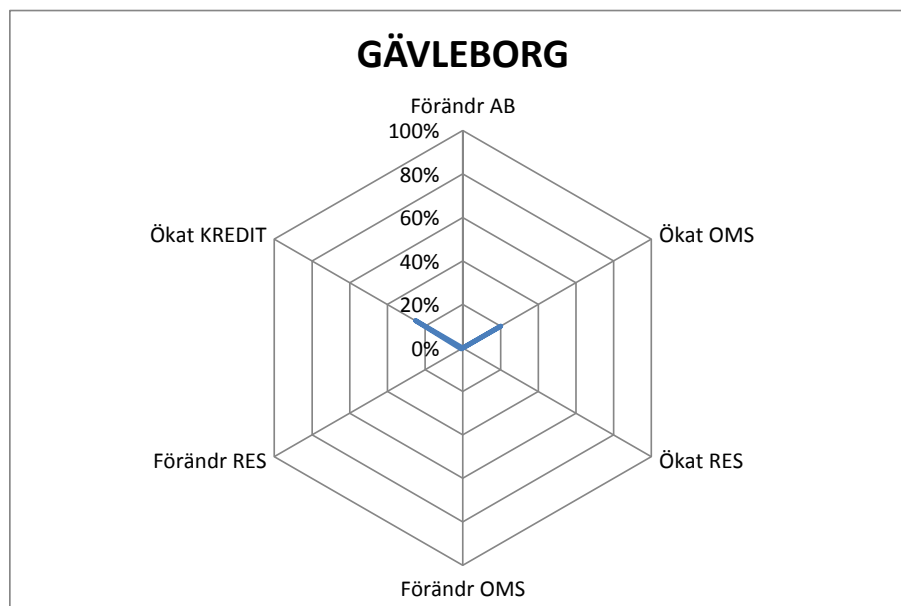 GÄVLEBORG
Förändr AB
100%
80%
Ökat KREDIT
Ökat OMS
60%
40%
20%
0%
Förändr RES
Ökat RES
Förändr OMS